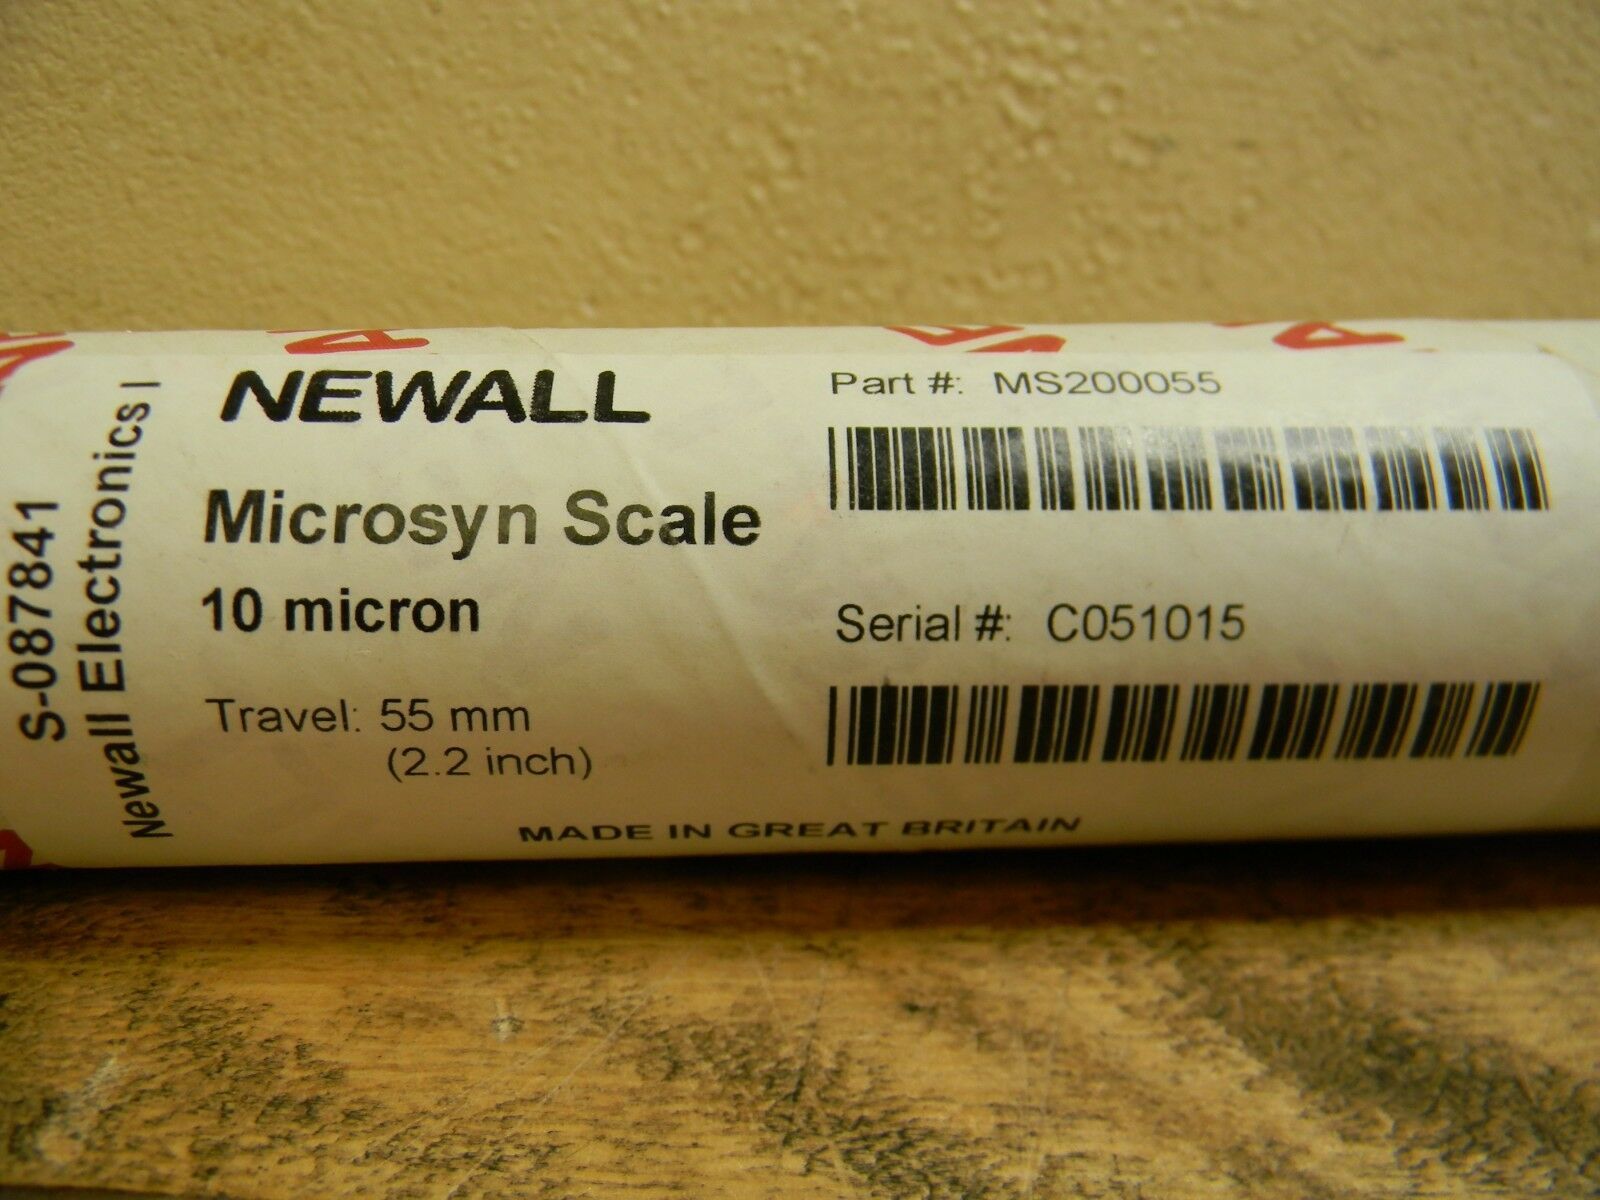 S-087841
Newall Electronics I
NEWALL
Microsyn Scale
10 micron
Travel: 55 mm
(2.2 inch)
Part #: MS200055
Serial #: C051015
MADE IN GREAT BRITAIN